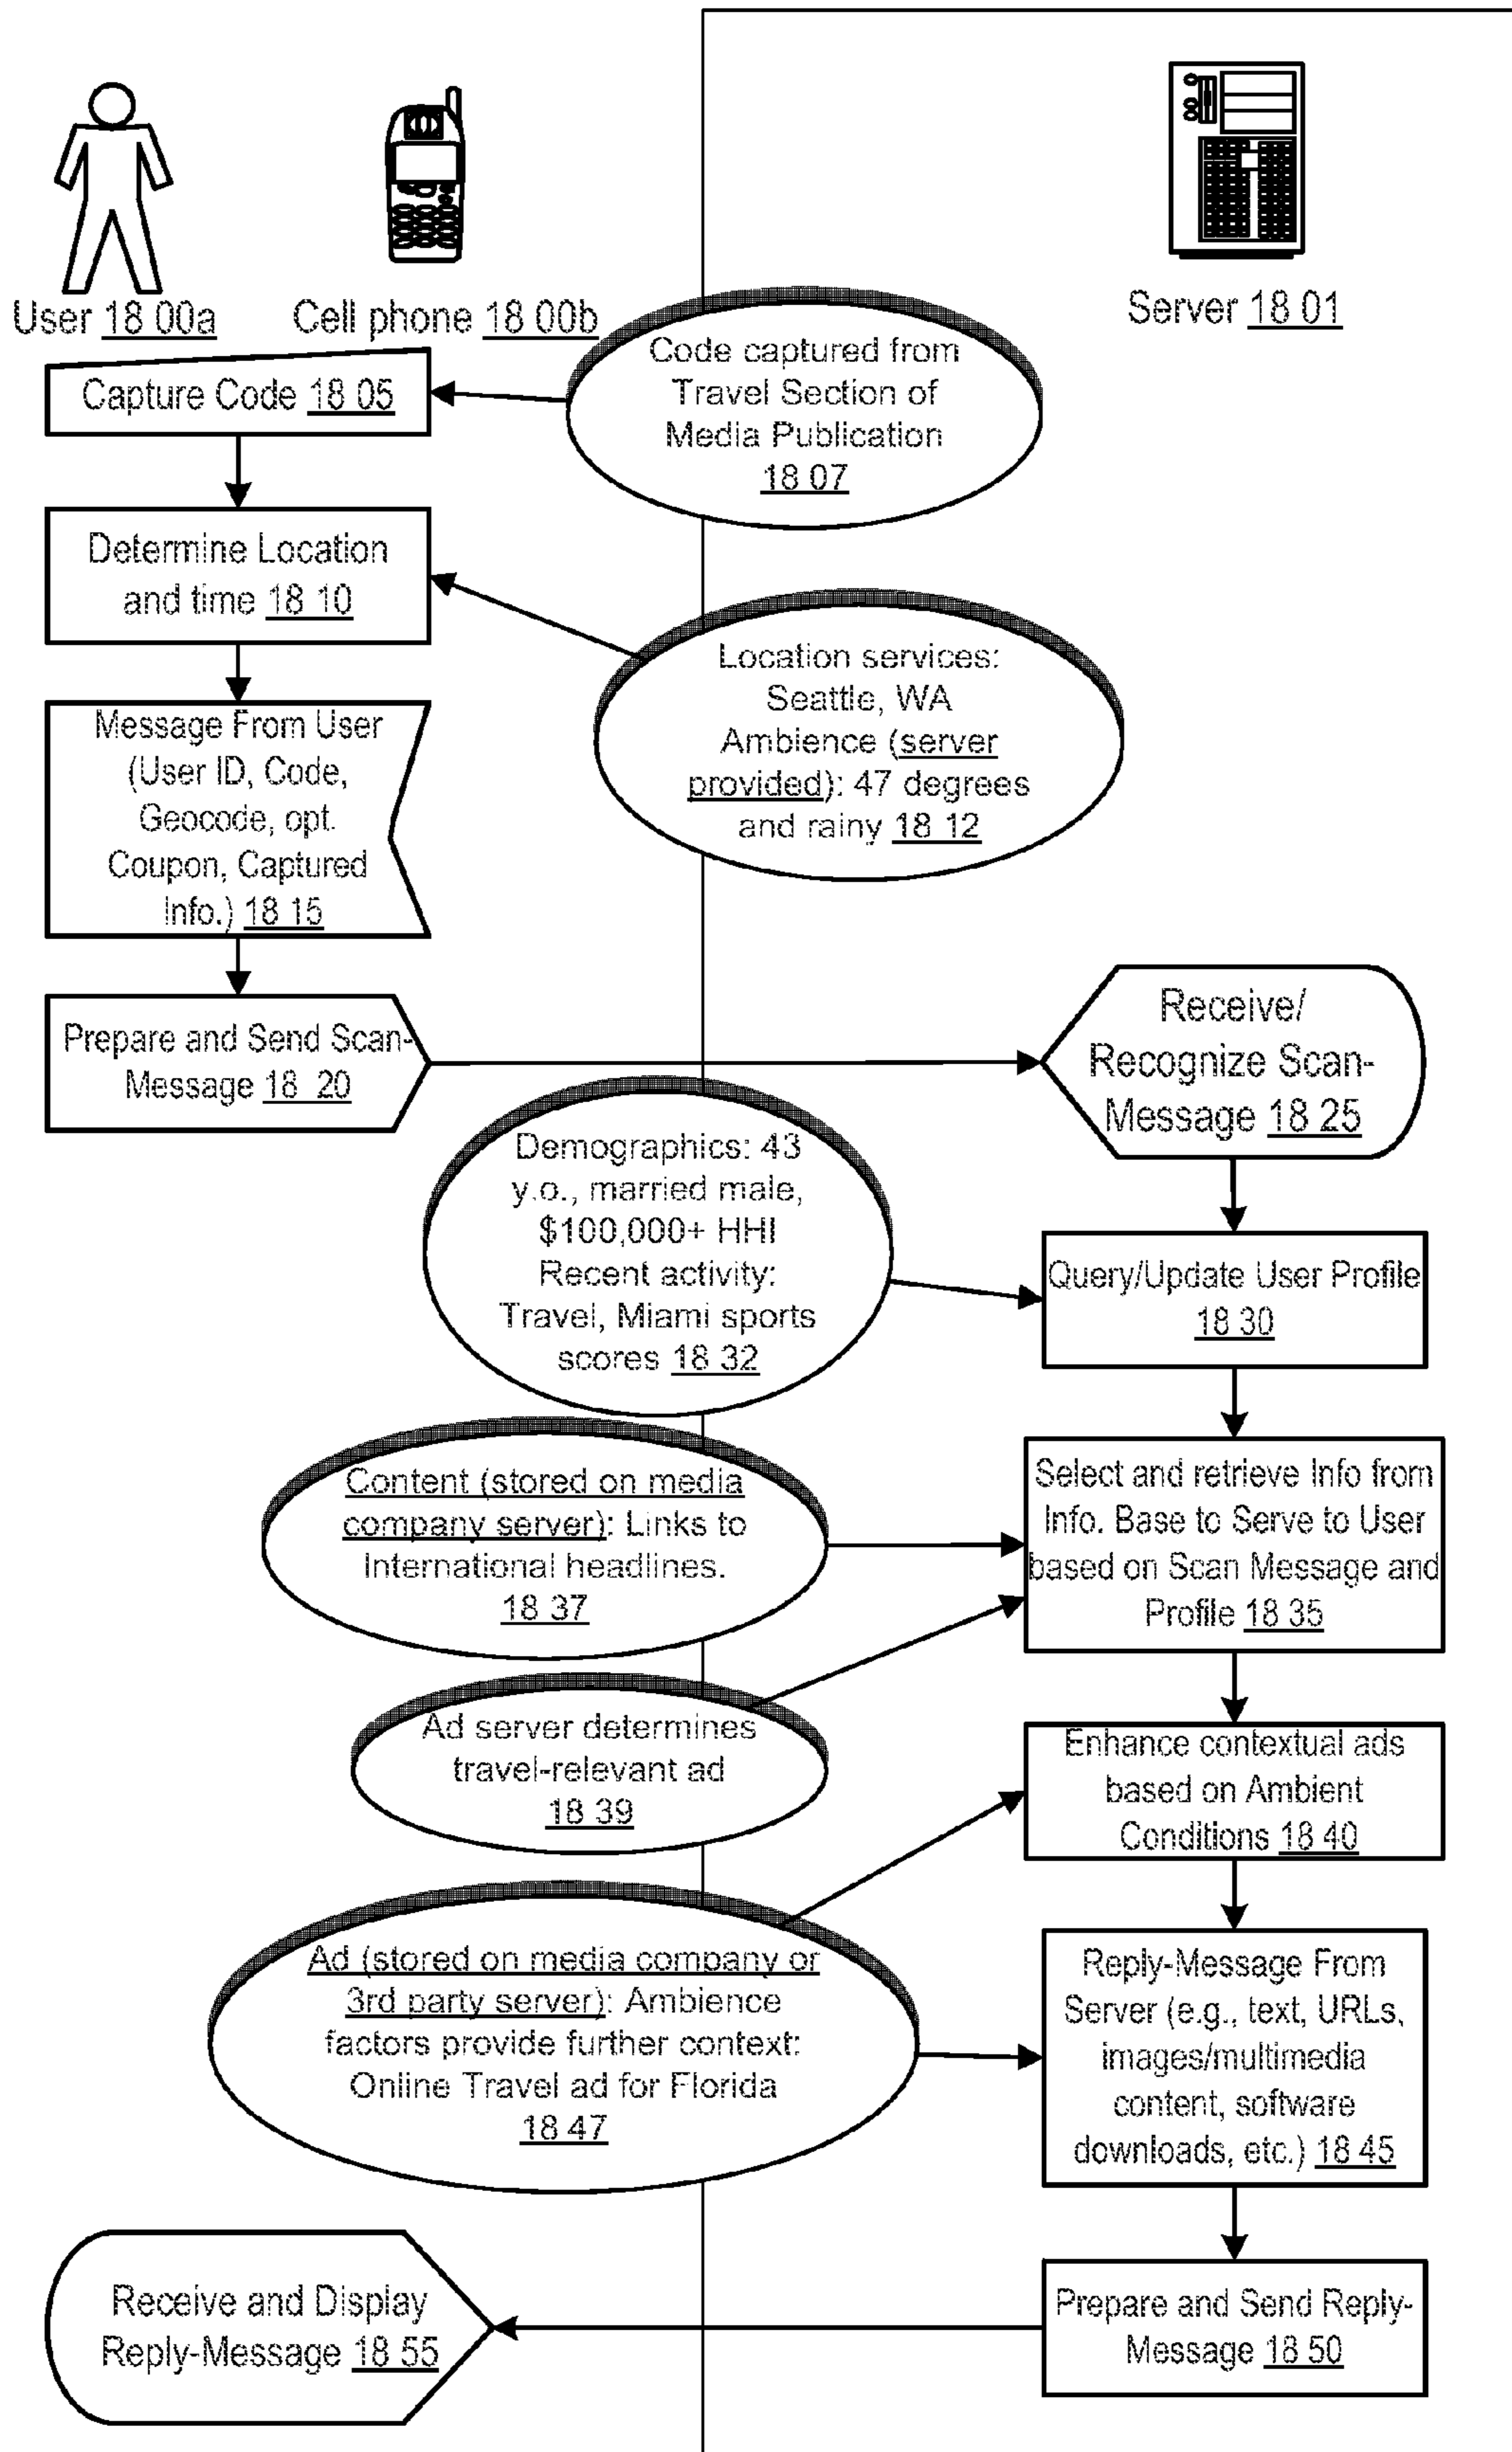 User 18 00a
Cell phone 18 00b
Server 18 01
Code captured from
Travel Section of
Media Publication
18 07
Capture Code 18 05
Determine Location
and time 18 10
Location services:
Seattle, WA
Ambience (server
provided): 47 degrees
and rainy 18 12
Message From User
(User ID, Code,
Geocode, opt.
Coupon, Captured
Info.) 18 15
Prepare and Send Scan-
Message 18 20
Receive/
Recognize Scan-
Message 18 25
Demographics: 43
y.o., married male,
$100,000+ HHI
Recent activity:
Travel, Miami sports
scores 18 32
Query/Update User Profile
18 30
Content (stored on media
company server): Links to
International headlines.
18 37
Select and retrieve Info from
Info. Base to Serve to User
based on Scan Message and
Profile 18 35
Ad server determines
travel-relevant ad
18 39
Enhance contextual ads
based on Ambient
Conditions 18 40
Ad (stored on media company or
3rd party server): Ambience
factors provide further context:
Online Travel ad for Florida
18 47
Reply-Message From
Server (e.g., text, URLs,
images/multimedia
content, software
downloads, etc.) 18 45
Receive and Display
Reply-Message 18 55
Prepare and Send Reply-
Message 18 50